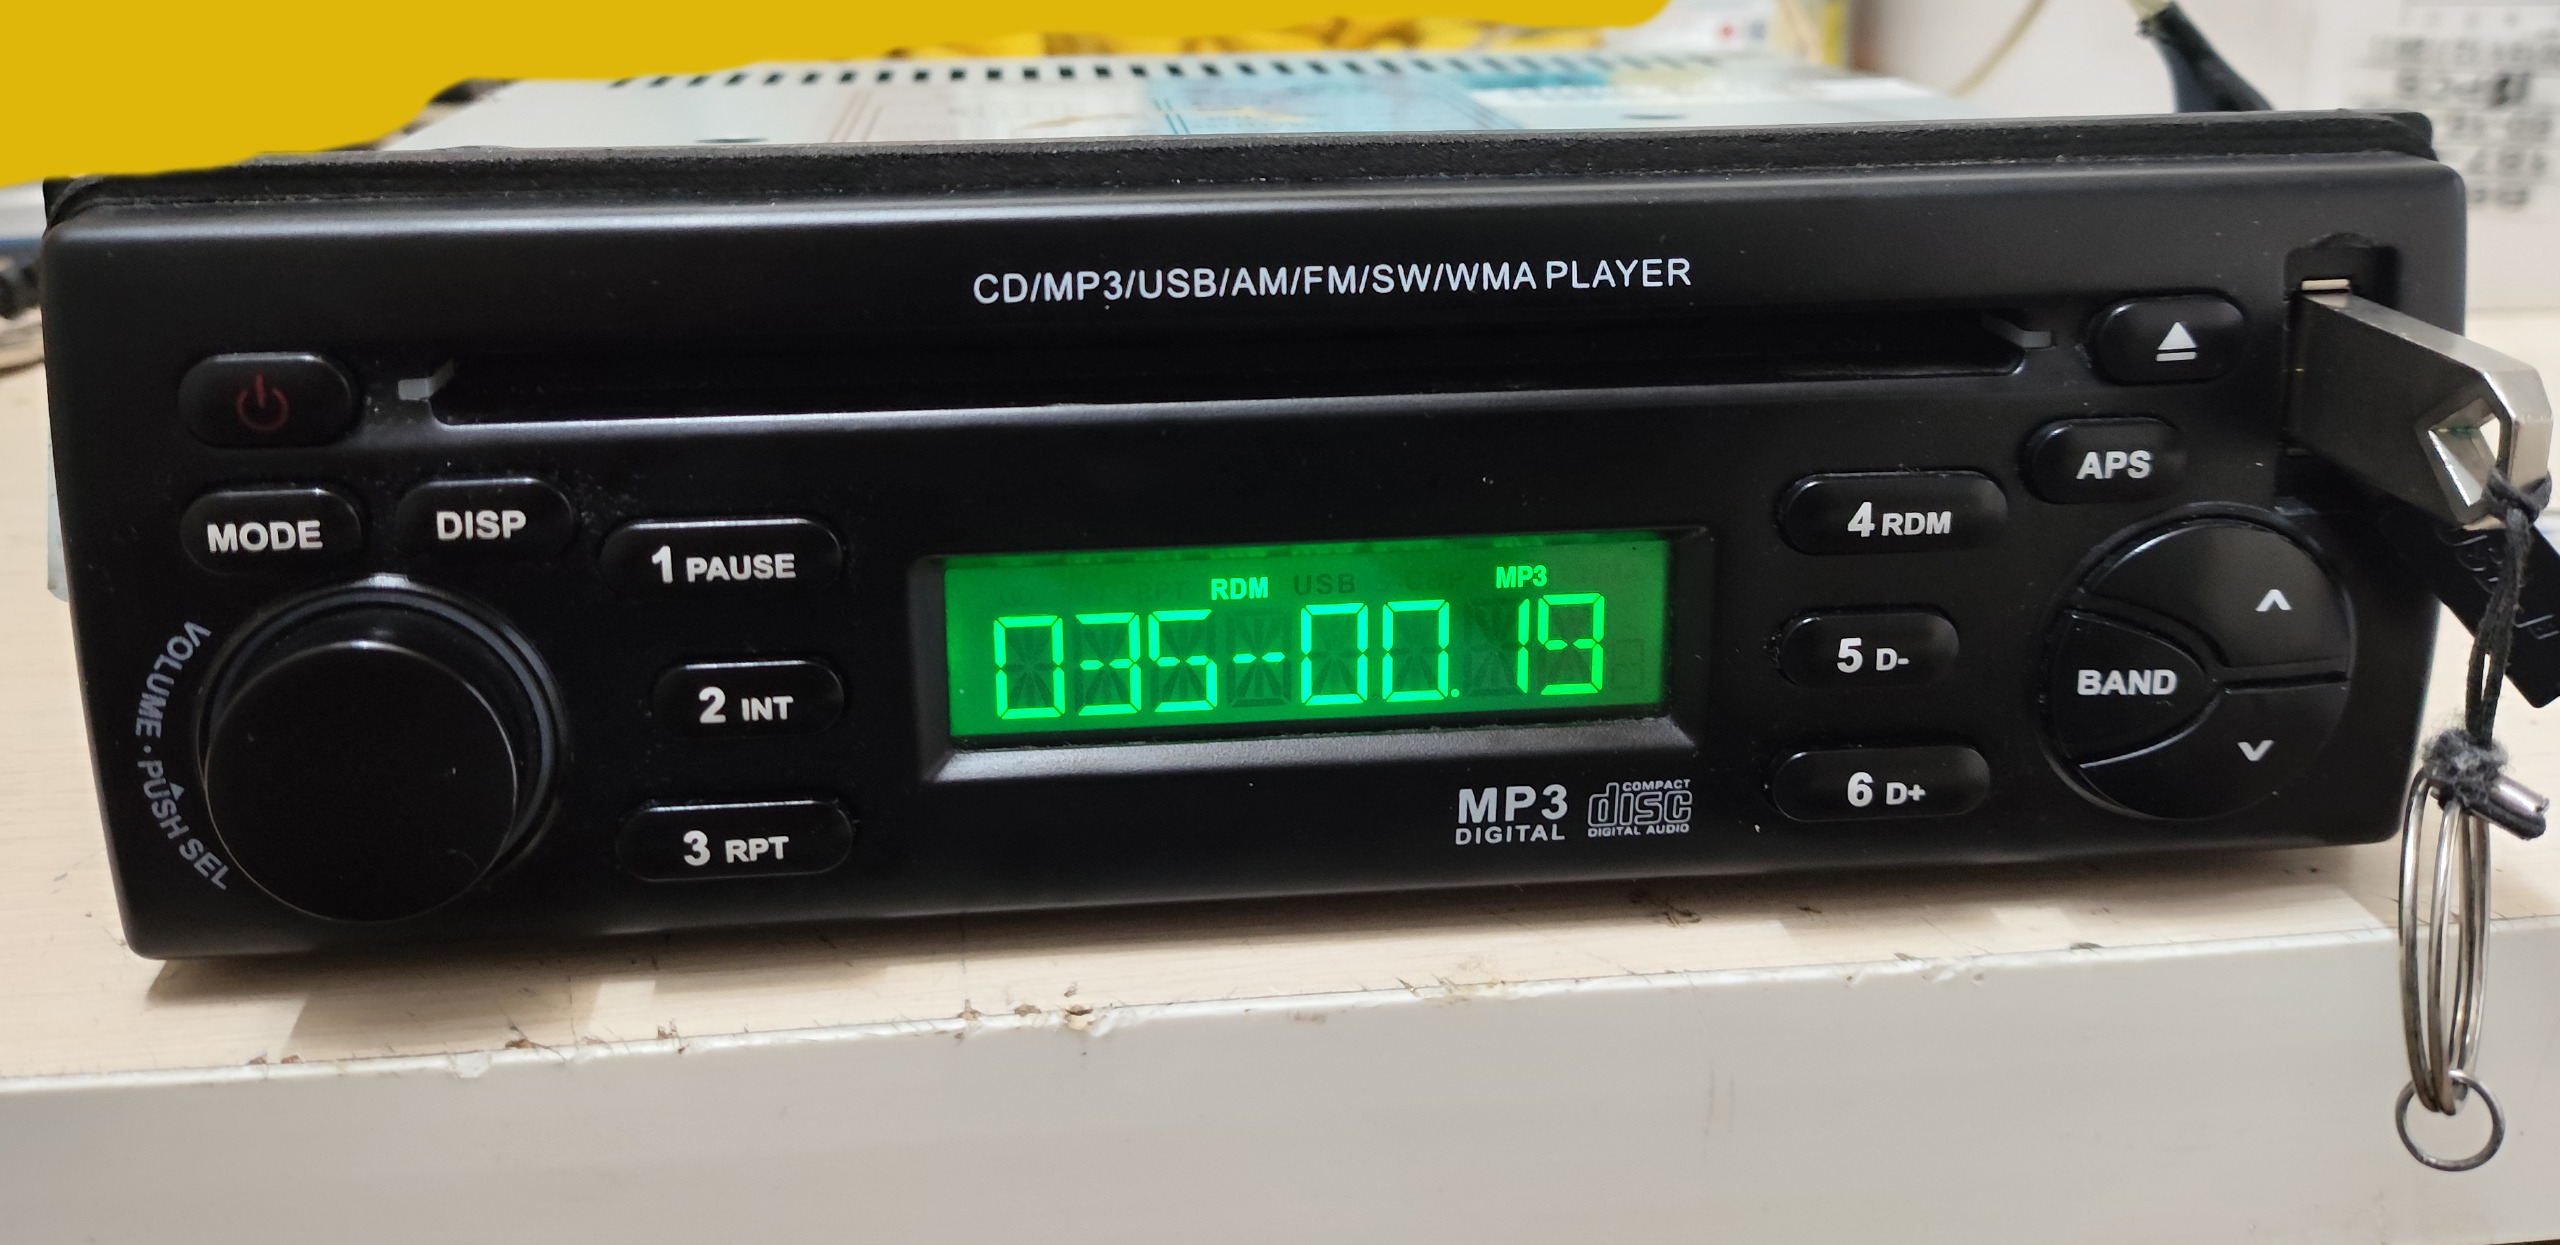 CD/MP3/USB/AM/FM/SW/WMA PLAYER
MODE
DISP
1 PAUSE
2 INT
3 RPT
VOLUME · PUSH SEL
RPT RDM USB MP3
035--00.19
MP3
DIGITAL
COMPACT
disc
DIGITAL AUDIO
APS
4 RDM
5 D-
6 D+
BAND